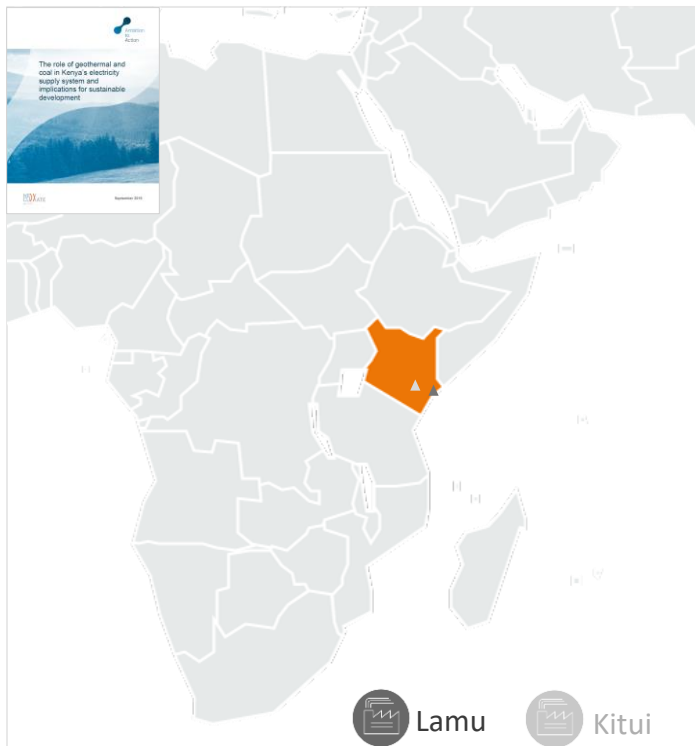 Ambition
to
Action
The role of geothermal and
coal in Kenya's electricity
supply system and
implications for sustainable
development
September 2019
Lamu
Kitui